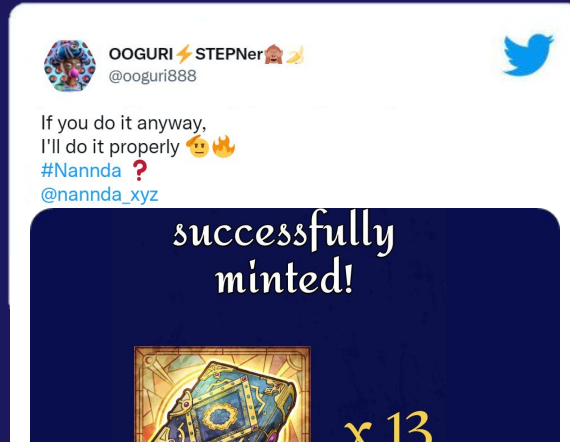 OOGURI⚡STEPNer🙈🍌
@ooguri888
If you do it anyway,
I'll do it properly 🫡🔥
#Nannda ❓
@nannda_xyz
successfully
minted!
x 13